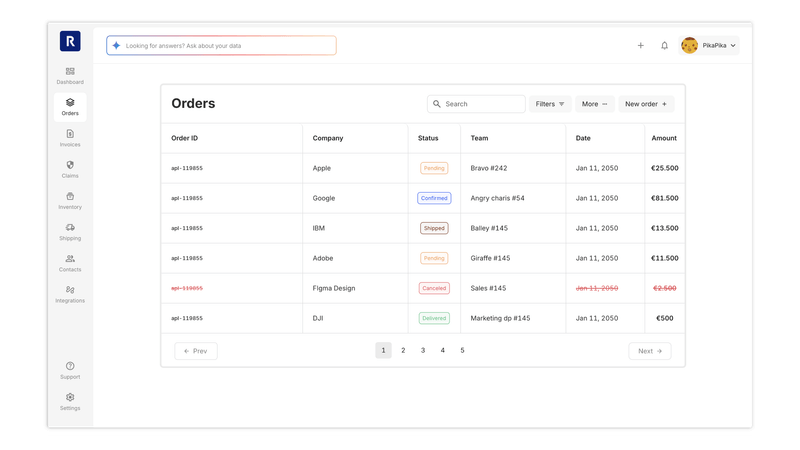 R
Looking for answers? Ask about your data
PikaPika
Dashboard
Orders
Invoices
Claims
Inventory
Shipping
Contacts
Integrations
Support
Settings
Orders
Search
Filters
More
New order
Order ID Company Status Team Date Amount
apl-119855 Apple Pending Bravo #242 Jan 11, 2050 €25.500
apl-119855 Google Confirmed Angry charis #54 Jan 11, 2050 €81.500
apl-119855 IBM Shipped Balley #145 Jan 11, 2050 €13.500
apl-119855 Adobe Pending Giraffe #145 Jan 11, 2050 €11.500
apl-119855 FIgma Design Canceled Sales #145 Jan 11, 2050 €2.500
apl-119855 DJI Delivered Marketing dp #145 Jan 11, 2050 €500
← Prev 1 2 3 4 5 Next →